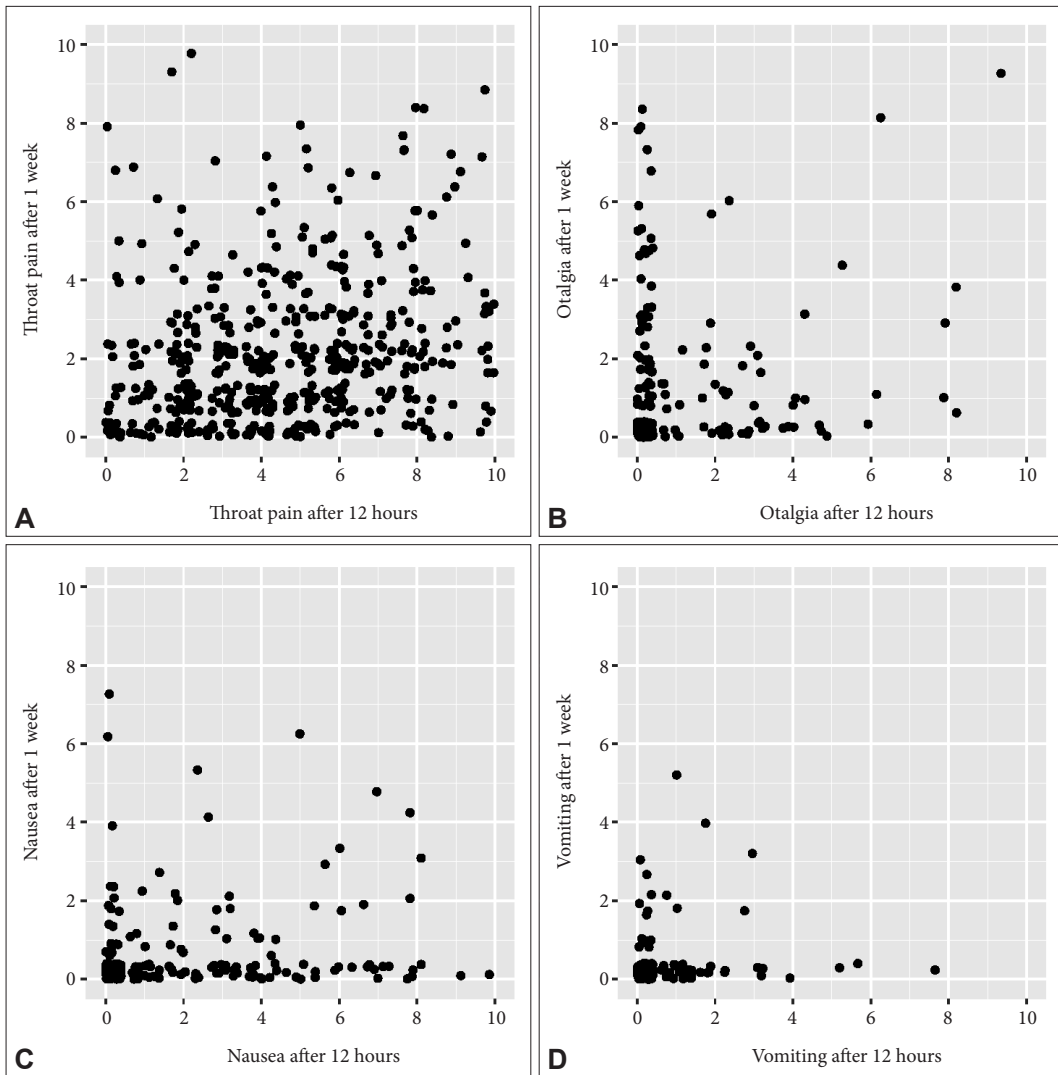 10
8
6
4
2
0
Throat pain after 1 week
0 2 4 6 8 10
A Throat pain after 12 hours
10
8
6
4
2
0
Otalgia after 1 week
0 2 4 6 8 10
B Otalgia after 12 hours
10
8
6
4
2
0
Nausea after 1 week
0 2 4 6 8 10
C Nausea after 12 hours
10
8
6
4
2
0
Vomiting after 1 week
0 2 4 6 8 10
D Vomiting after 12 hours